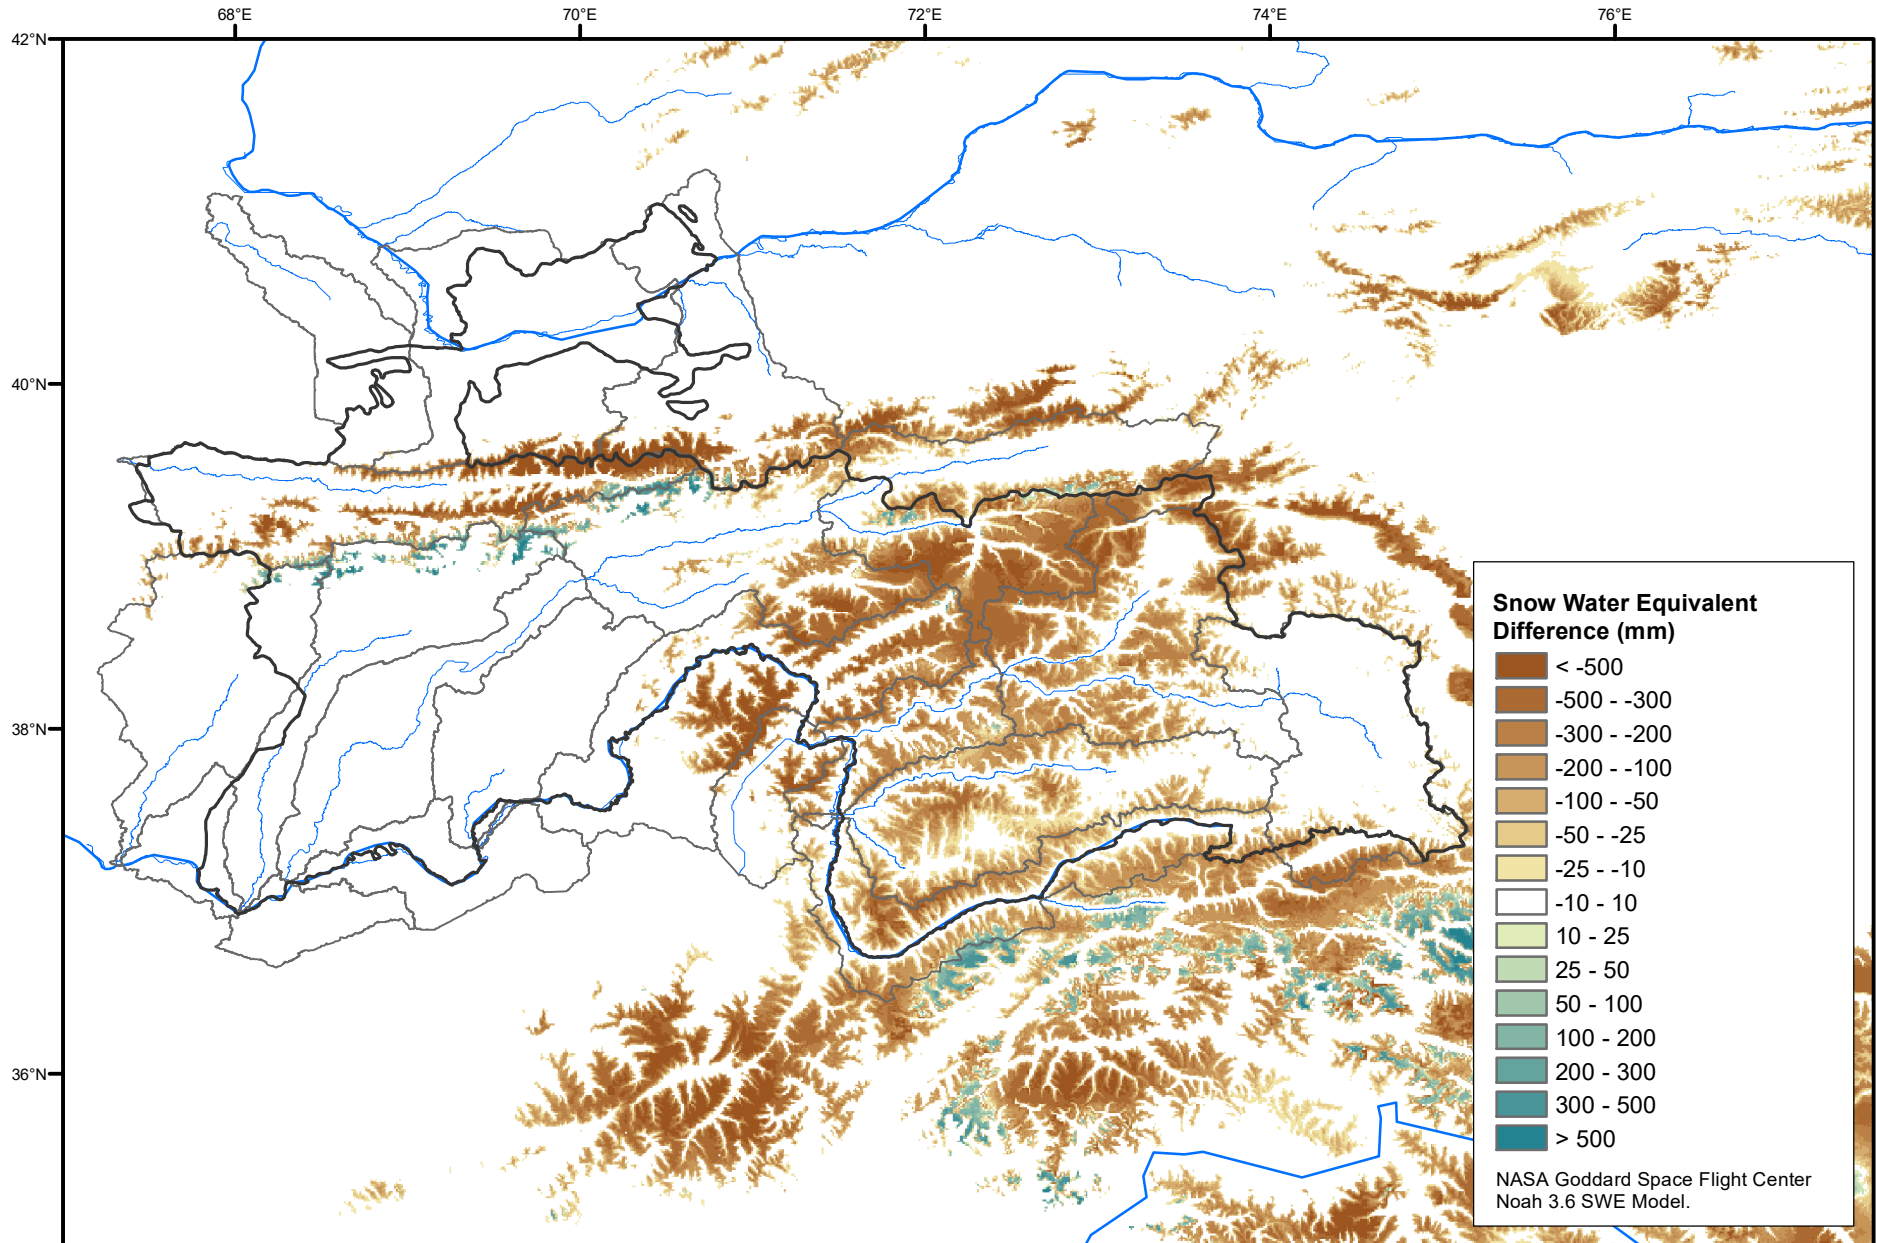 68°E 70°E 72°E 74°E 76°E
42°N
40°N
38°N
36°N
Snow Water Equivalent
Difference (mm)
< -500
-500 - -300
-300 - -200
-200 - -100
-100 - -50
-50 - -25
-25 - -10
-10 - 10
10 - 25
25 - 50
50 - 100
100 - 200
200 - 300
300 - 500
> 500
NASA Goddard Space Flight Center
Noah 3.6 SWE Model.